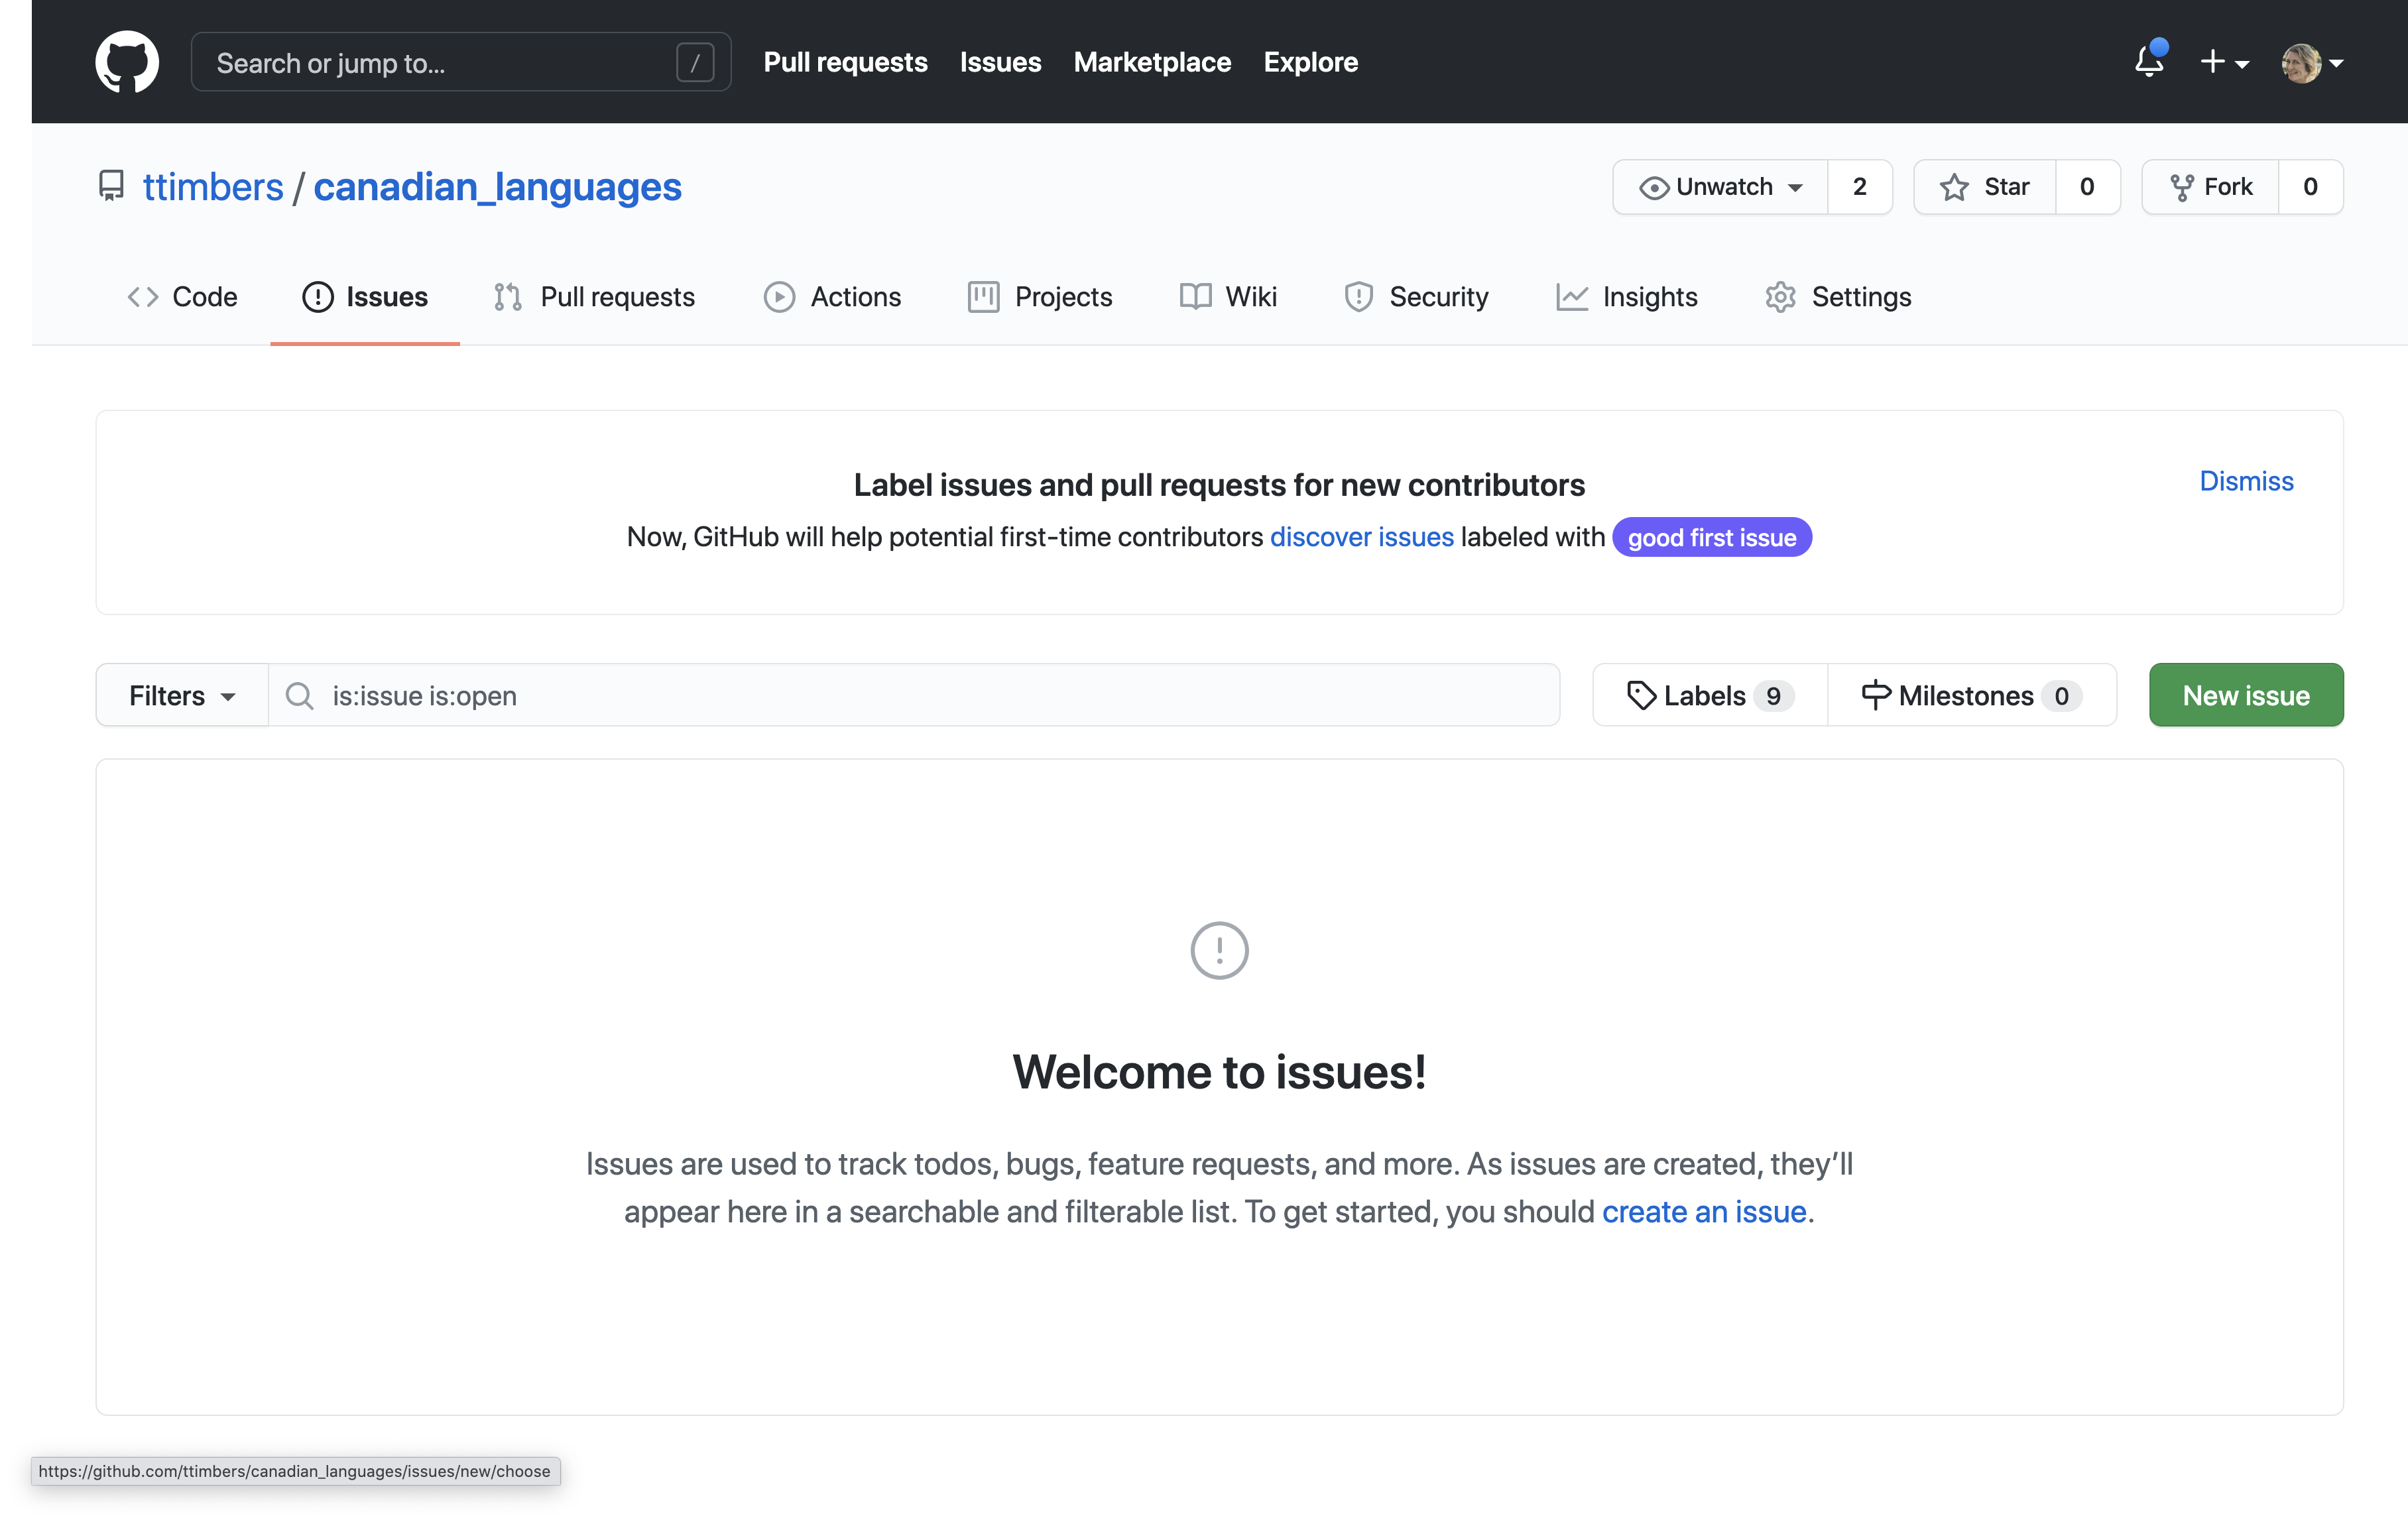 Search or jump to... / Pull requests Issues Marketplace Explore
ttimbers / canadian_languages Unwatch 2 Star 0 Fork 0
Code Issues Pull requests Actions Projects Wiki Security Insights Settings
Label issues and pull requests for new contributors Dismiss
Now, GitHub will help potential first-time contributors discover issues labeled with good first issue
Filters is:issue is:open Labels 9 Milestones 0 New issue
Welcome to issues!
Issues are used to track todos, bugs, feature requests, and more. As issues are created, they’ll
appear here in a searchable and filterable list. To get started, you should create an issue.
https://github.com/ttimbers/canadian_languages/issues/new/choose